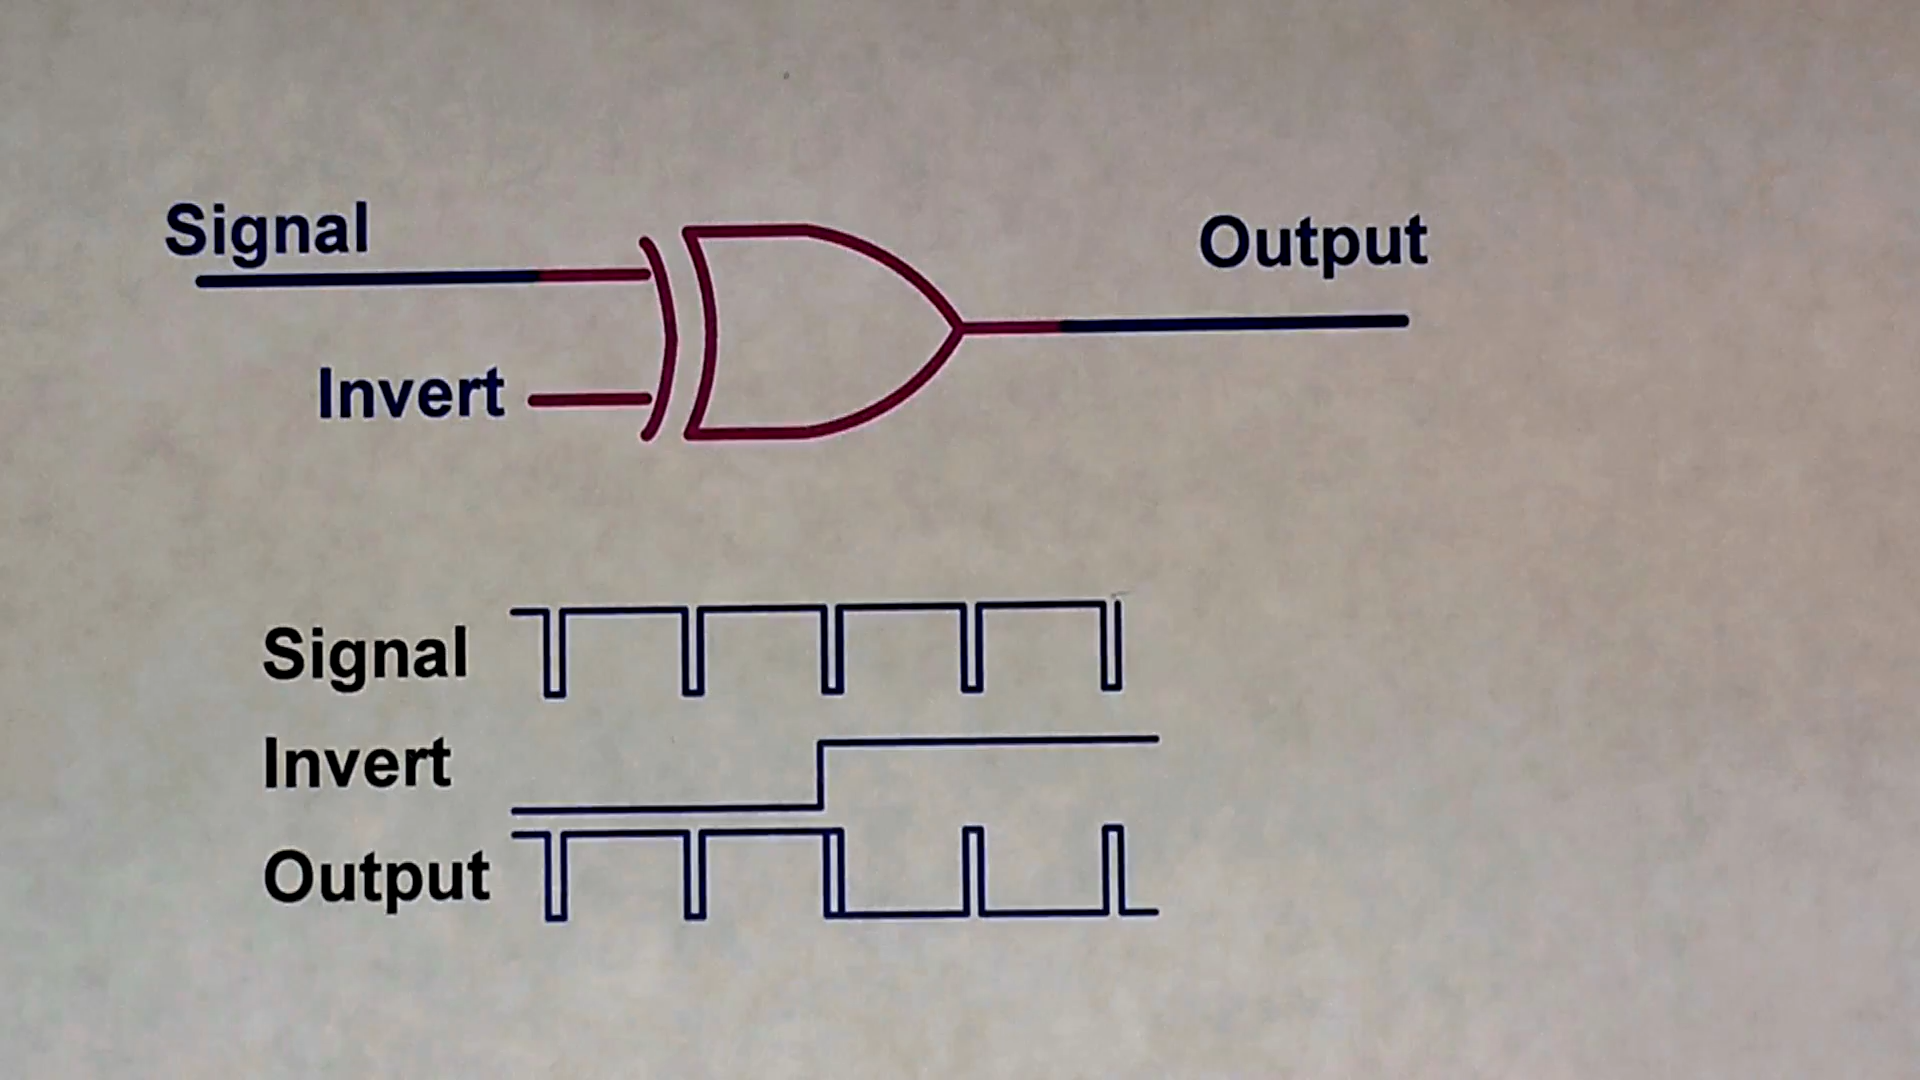 Signal
Output
Invert
Signal
Invert
Output